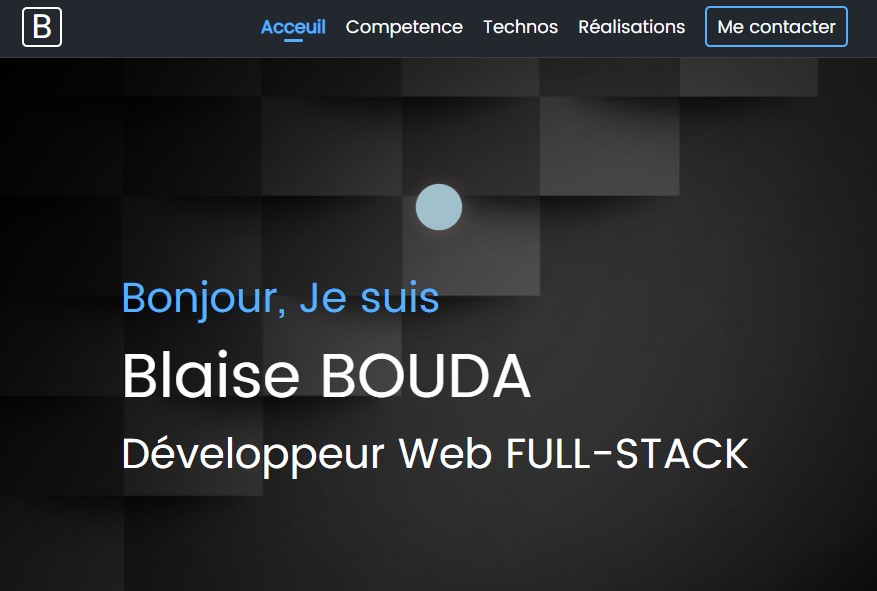 B
Acceuil Competence Technos Réalisations Me contacter
Bonjour, Je suis
Blaise BOUDA
Développeur Web FULL-STACK